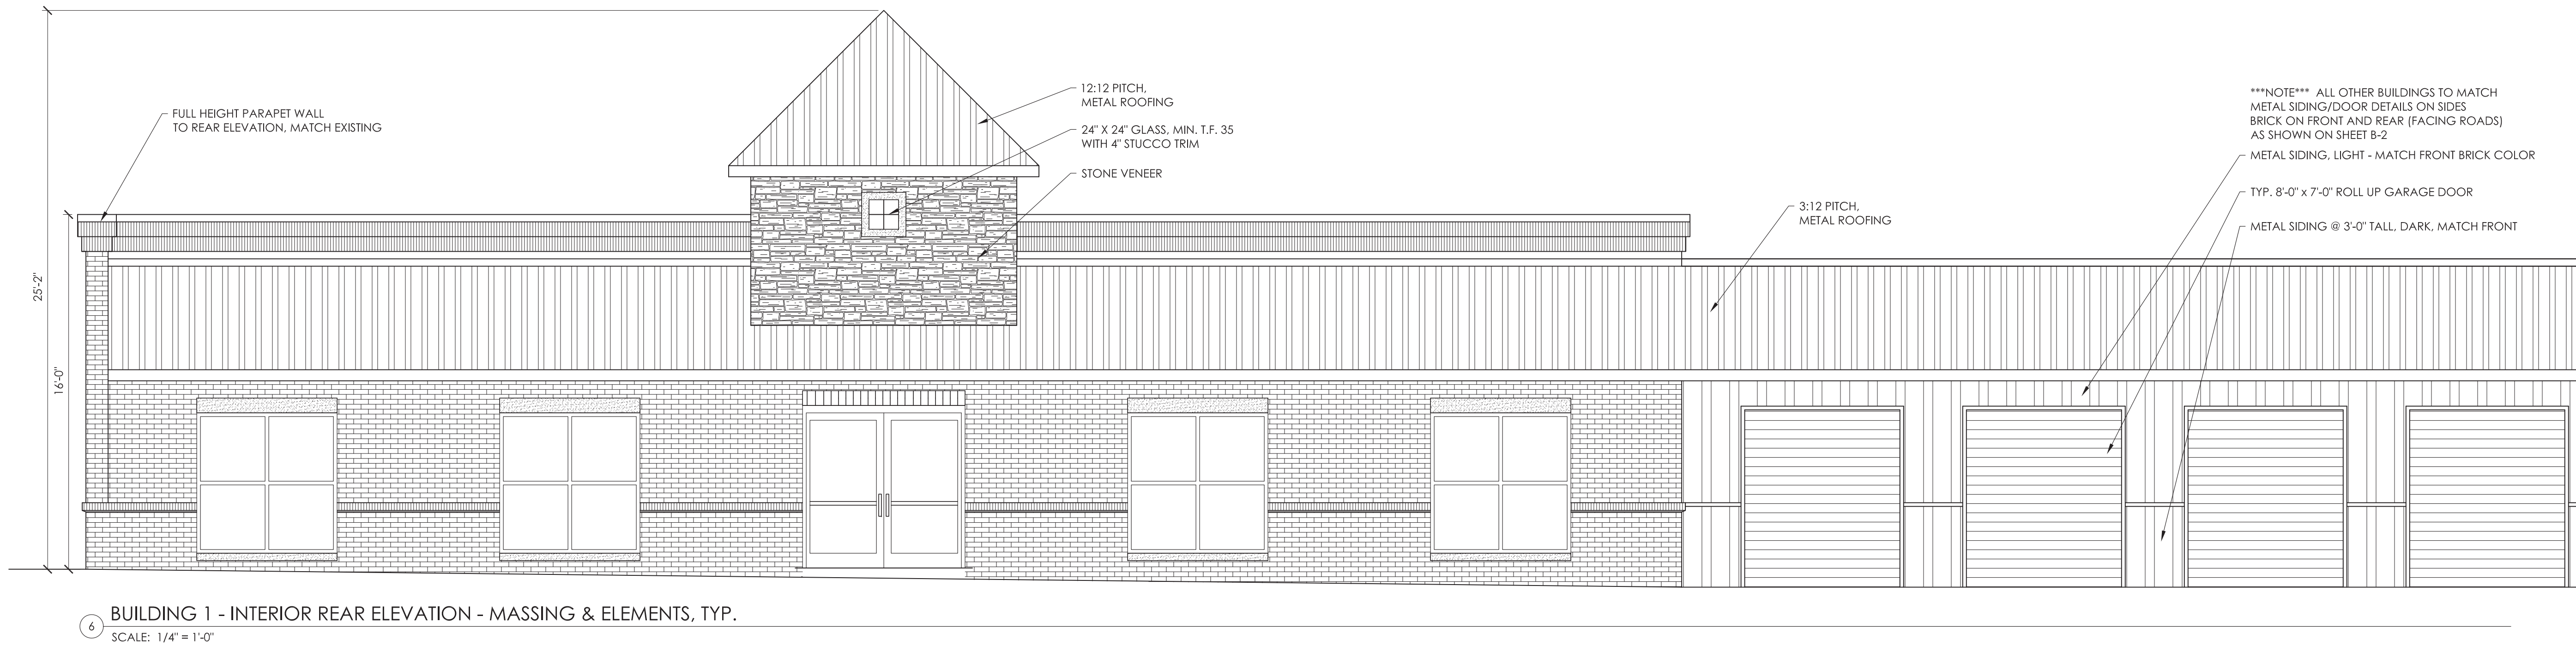 FULL HEIGHT PARAPET WALL
TO REAR ELEVATION, MATCH EXISTING
12:12 PITCH,
METAL ROOFING
24" X 24" GLASS, MIN. T.F. 35
WITH 4" STUCCO TRIM
STONE VENEER
3:12 PITCH,
METAL ROOFING
***NOTE*** ALL OTHER BUILDINGS TO MATCH
METAL SIDING/DOOR DETAILS ON SIDES
BRICK ON FRONT AND REAR (FACING ROADS)
AS SHOWN ON SHEET B-2
METAL SIDING, LIGHT - MATCH FRONT BRICK COLOR
TYP. 8'-0" x 7'-0" ROLL UP GARAGE DOOR
METAL SIDING @ 3'-0" TALL, DARK, MATCH FRONT
25'-2"
16'-0"
6
BUILDING 1 - INTERIOR REAR ELEVATION - MASSING & ELEMENTS, TYP.
SCALE: 1/4" = 1'-0"